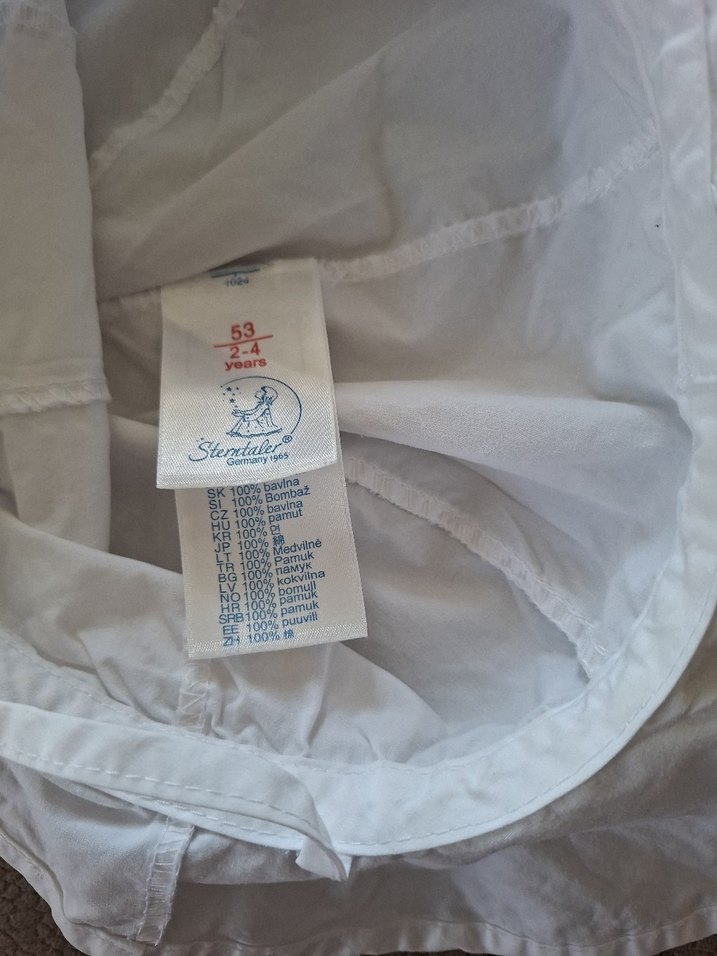 1024
53
2-4
years
Sterntaler®
Germany 1965
SK 100% bavlna
SI 100% Bombaž
CZ 100% bavlna
HU 100% pamut
KR 100% 면
JP 100% 綿
LT 100% Medvilnė
TR 100% Pamuk
BG 100% памук
LV 100% kokvilna
NO 100% bomull
HR 100% pamuk
SRB 100% pamuk
EE 100% puuvill
ZH 100% 棉